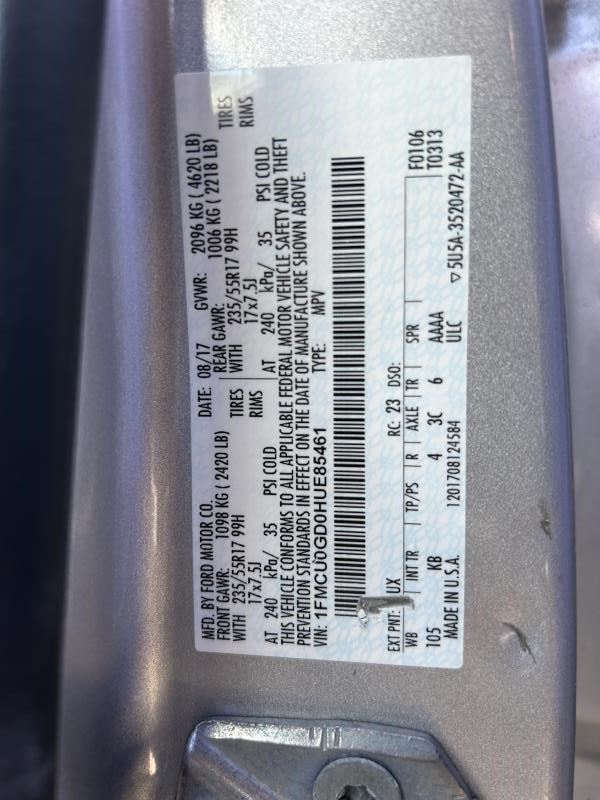 MFD. BY FORD MOTOR CO. DATE: 08/17 GVWR: 2096 KG ( 4620 LB)
FRONT GAWR: 1098 KG ( 2420 LB) REAR GAWR: 1006 KG ( 2218 LB)
WITH 235/55R17 99H TIRES WITH 235/55R17 99H TIRES
17x7.5J RIMS 17x7.5J RIMS
AT 240 kPa/ 35 PSI COLD AT 240 kPa/ 35 PSI COLD
THIS VEHICLE CONFORMS TO ALL APPLICABLE FEDERAL MOTOR VEHICLE SAFETY AND THEFT
PREVENTION STANDARDS IN EFFECT ON THE DATE OF MANUFACTURE SHOWN ABOVE.
VIN: 1FMCU0GD0HUE85461 TYPE: MPV
EXT PNT: UX RC: 23 DSO: F0106
WB INT TR TP/PS R AXLE TR SPR T0313
105 KB 4 3C 6 AAAA
MADE IN U.S.A. 1201708124584 ULC ▽5U5A-3520472-AA